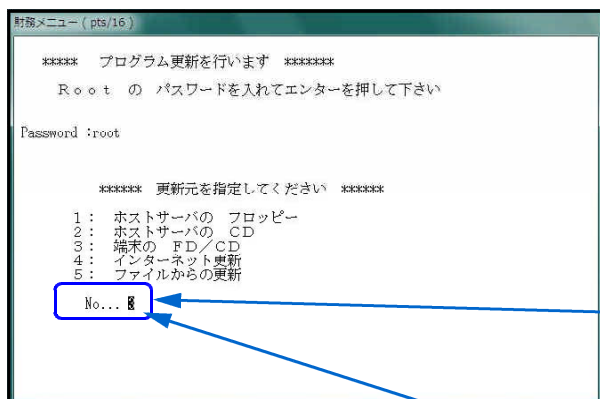 財務メニュー ( pts/16 )
***** プログラム更新を行います *******
Ｒｏｏｔ の パスワードを入れてエンターを押して下さい
Password :root
****** 更新元を指定してください ******
１： ホストサーバの フロッピー
２： ホストサーバの ＣＤ
３： 端末の ＦＤ／ＣＤ
４： インターネット更新
５： ファイルからの更新
No...